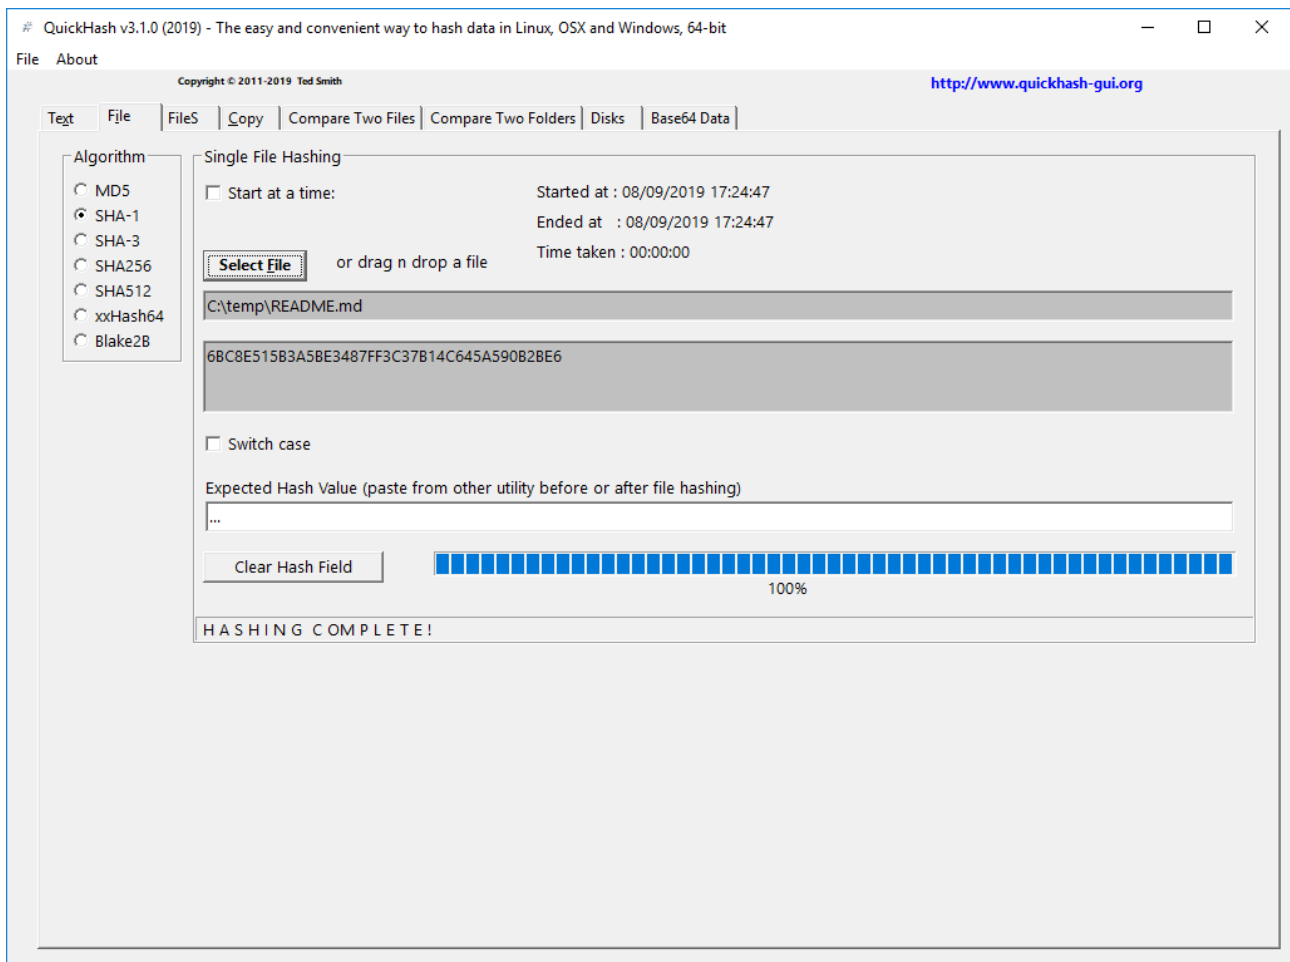 # QuickHash v3.1.0 (2019) - The easy and convenient way to hash data in Linux, OSX and Windows, 64-bit
File About
Copyright © 2011-2019 Ted Smith
http://www.quickhash-gui.org
Text File FileS Copy Compare Two Files Compare Two Folders Disks Base64 Data
Algorithm
MD5
SHA-1
SHA-3
SHA256
SHA512
xxHash64
Blake2B
Single File Hashing
Start at a time:
Started at : 08/09/2019 17:24:47
Ended at : 08/09/2019 17:24:47
Time taken : 00:00:00
Select File or drag n drop a file
C:\temp\README.md
6BC8E515B3A5BE3487FF3C37B14C645A590B2BE6
Switch case
Expected Hash Value (paste from other utility before or after file hashing)
...
Clear Hash Field
100%
H A S H I N G C O M P L E T E !